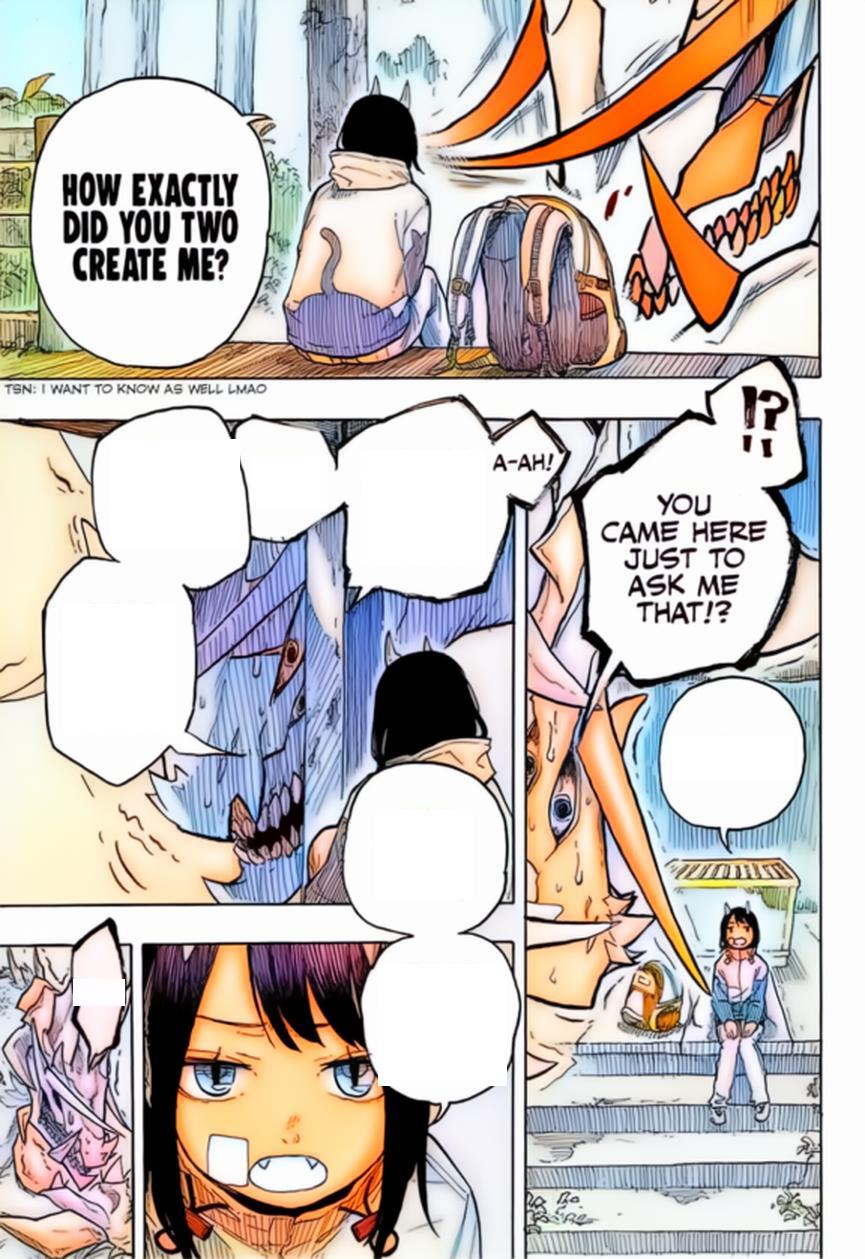 HOW EXACTLY
DID YOU TWO
CREATE ME?
TSN: I WANT TO KNOW AS WELL LMAO
!?
YOU
CAME HERE
JUST TO
ASK ME
THAT!?
A-AH!